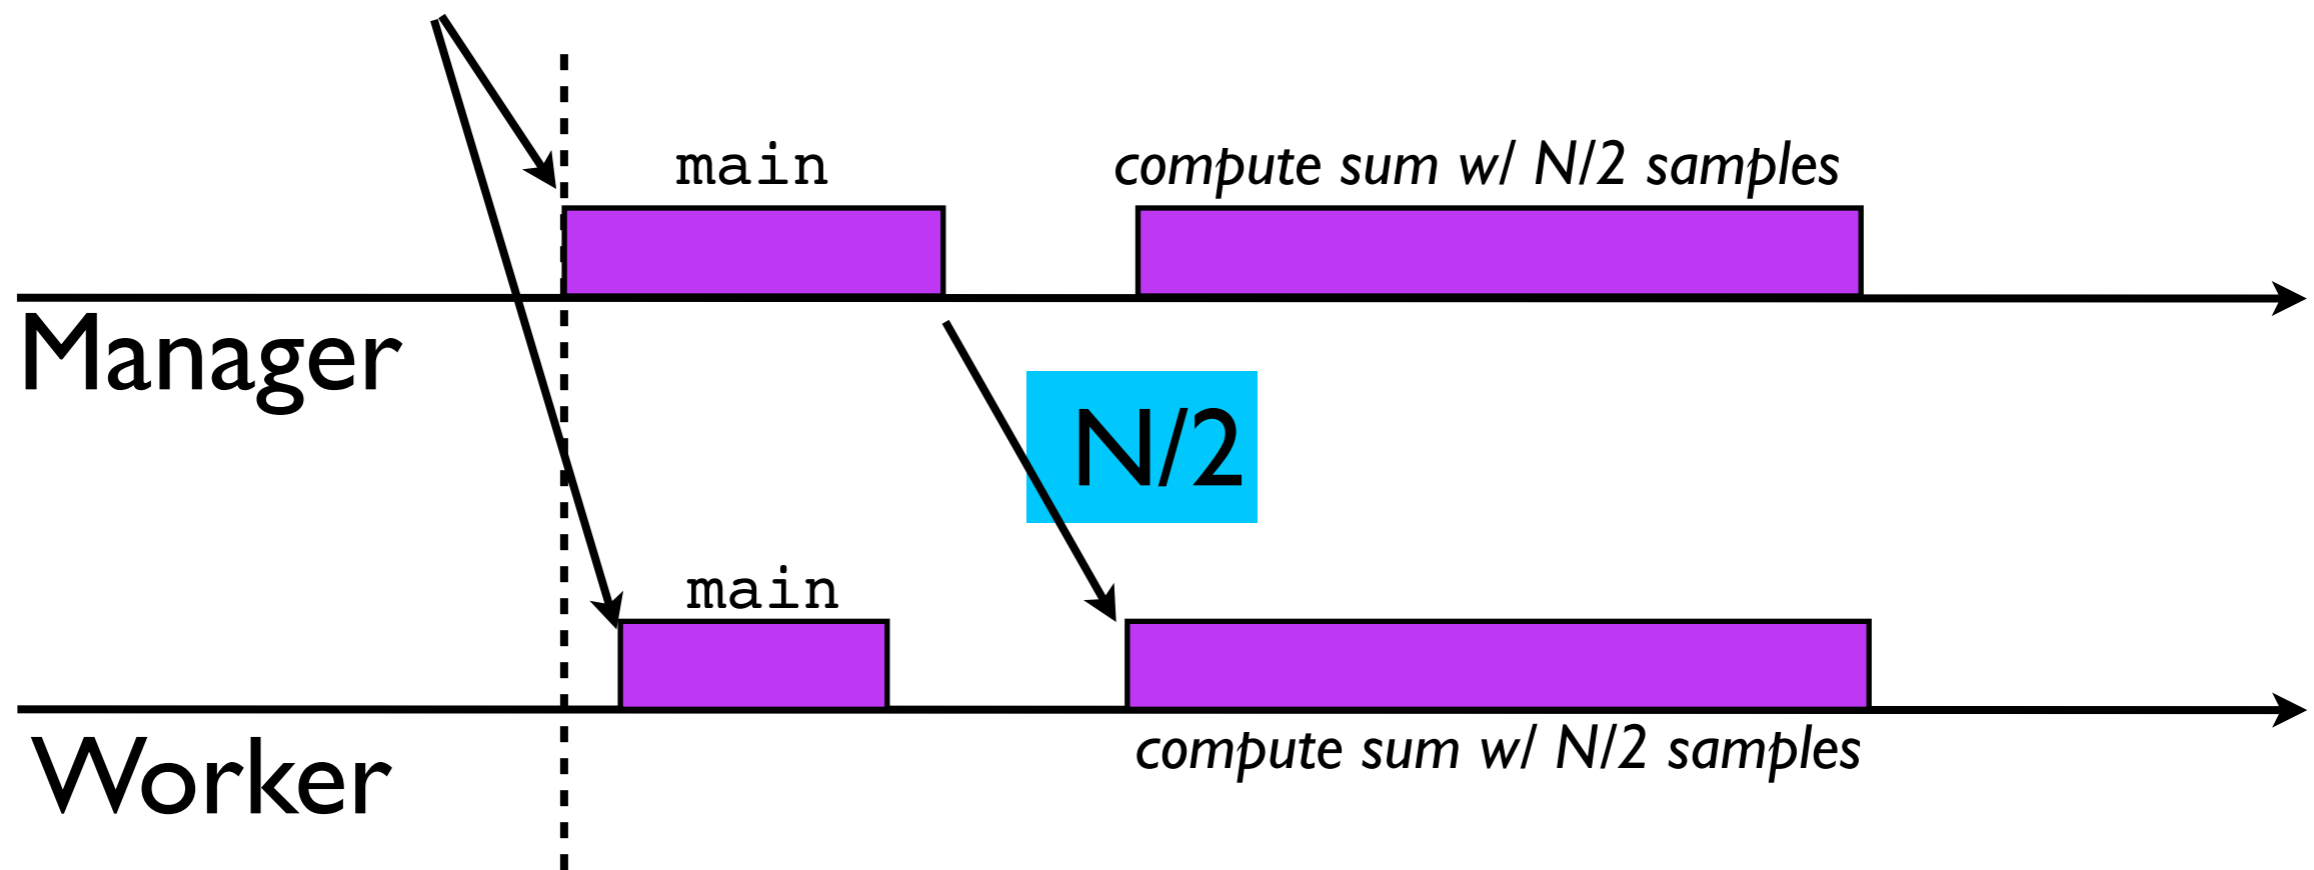 main
compute sum w/ N/2 samples
Manager
N/2
main
compute sum w/ N/2 samples
Worker